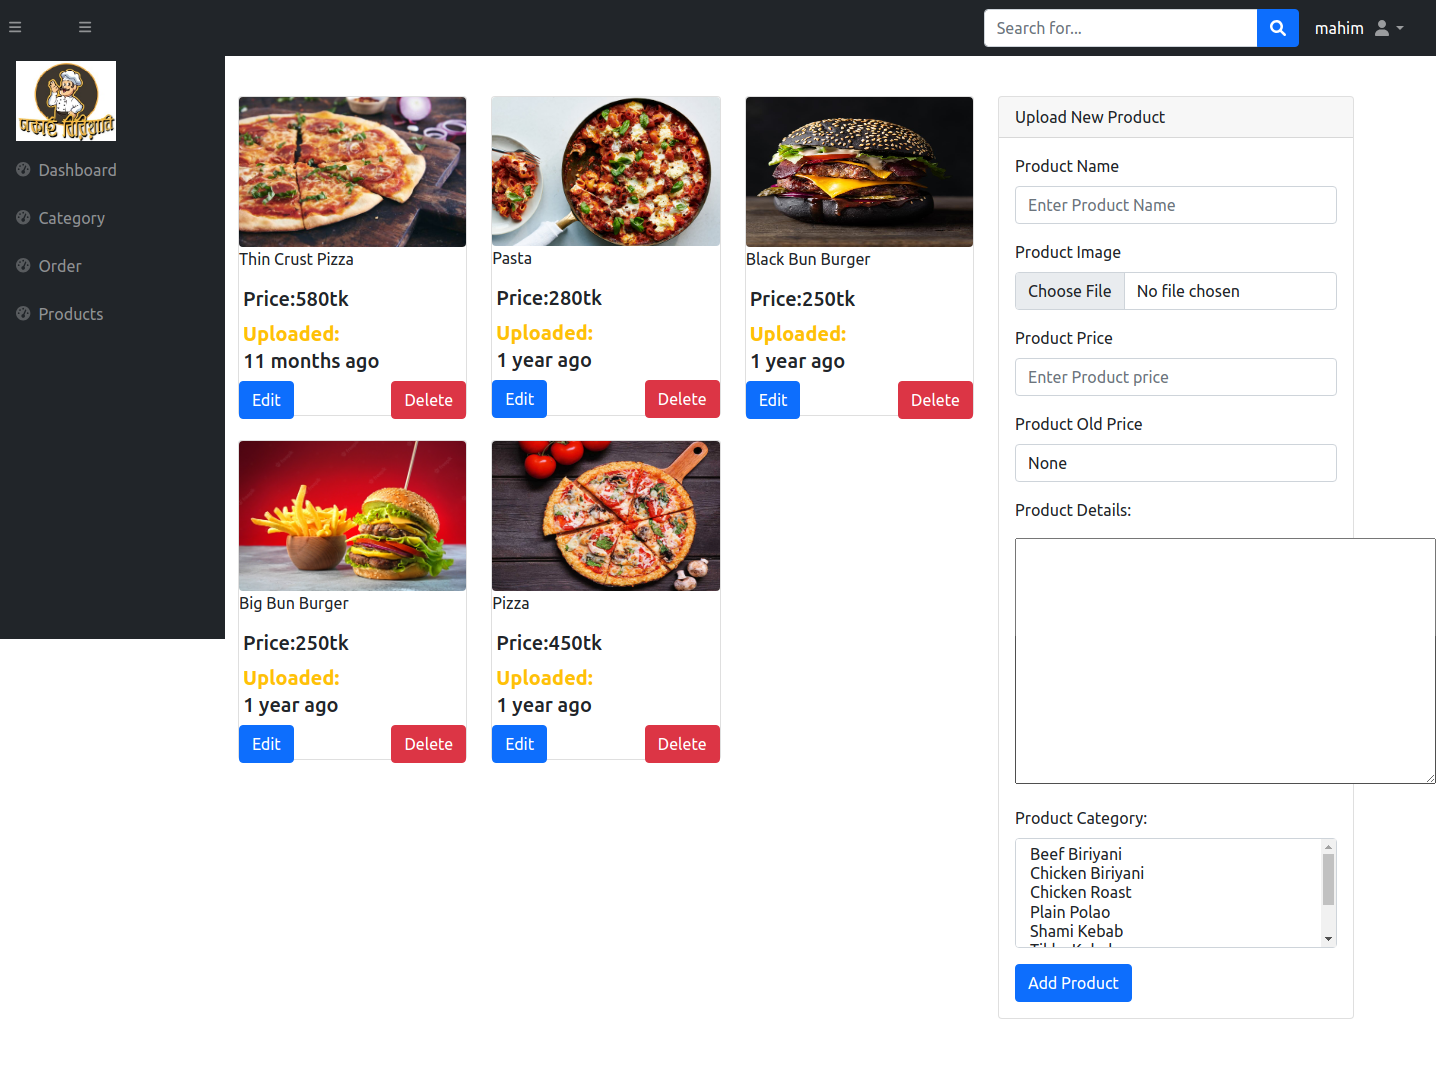 Search for...
mahim
ঢাকাই বিরিয়ানি
Dashboard
Category
Order
Products
Thin Crust Pizza
Price:580tk
Uploaded:
11 months ago
Edit
Delete
Pasta
Price:280tk
Uploaded:
1 year ago
Edit
Delete
Black Bun Burger
Price:250tk
Uploaded:
1 year ago
Edit
Delete
Big Bun Burger
Price:250tk
Uploaded:
1 year ago
Edit
Delete
Pizza
Price:450tk
Uploaded:
1 year ago
Edit
Delete
Upload New Product
Product Name
Enter Product Name
Product Image
Choose File No file chosen
Product Price
Enter Product price
Product Old Price
None
Product Details:
Product Category:
Beef Biriyani
Chicken Biriyani
Chicken Roast
Plain Polao
Shami Kebab
Add Product